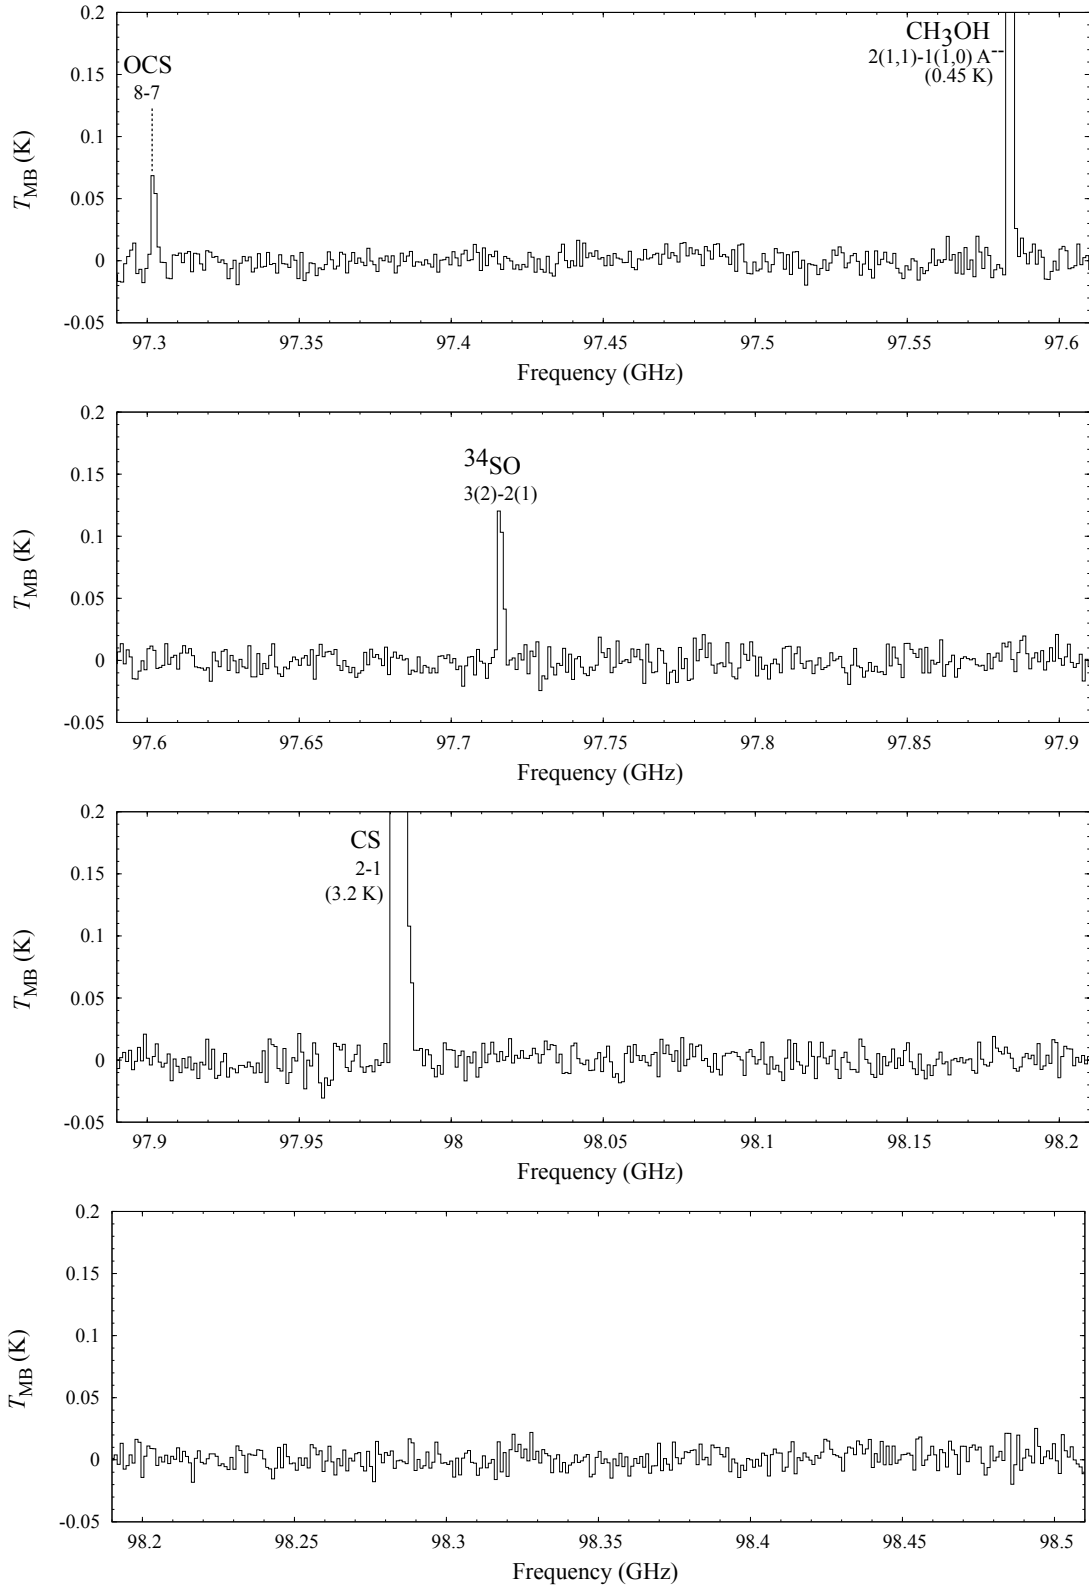 0.2
0.15
0.1
0.05
0
-0.05
T_MB (K)
OCS
8-7
CH3OH
2(1,1)-1(1,0) A--
(0.45 K)
97.3 97.35 97.4 97.45 97.5 97.55 97.6
Frequency (GHz)
0.2
0.15
0.1
0.05
0
-0.05
T_MB (K)
34SO
3(2)-2(1)
97.6 97.65 97.7 97.75 97.8 97.85 97.9
Frequency (GHz)
0.2
0.15
0.1
0.05
0
-0.05
T_MB (K)
CS
2-1
(3.2 K)
97.9 97.95 98 98.05 98.1 98.15 98.2
Frequency (GHz)
0.2
0.15
0.1
0.05
0
-0.05
T_MB (K)
98.2 98.25 98.3 98.35 98.4 98.45 98.5
Frequency (GHz)